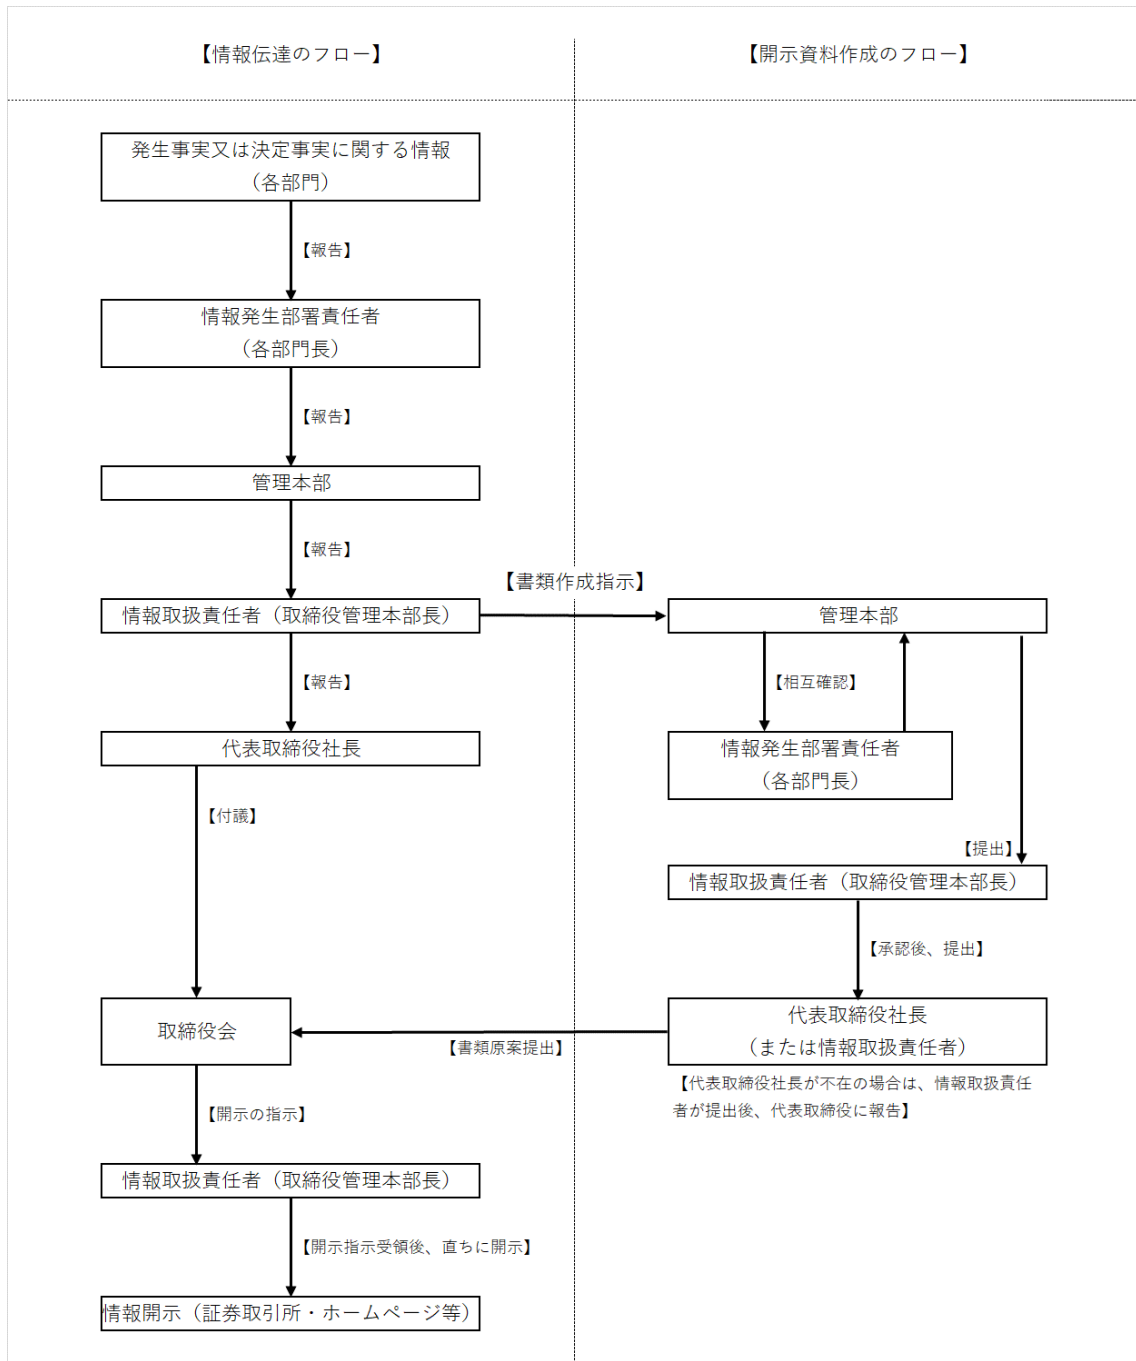 【情報伝達のフロー】
【開示資料作成のフロー】
発生事実又は決定事実に関する情報
（各部門）
【報告】
情報発生部署責任者
（各部門長）
【報告】
管理本部
【報告】
【書類作成指示】
情報取扱責任者（取締役管理本部長）
管理本部
【報告】
【相互確認】
代表取締役社長
情報発生部署責任者
（各部門長）
【付議】
【提出】
情報取扱責任者（取締役管理本部長）
【承認後、提出】
取締役会
代表取締役社長
（または情報取扱責任者）
【書類原案提出】
【代表取締役社長が不在の場合は、情報取扱責任
者が提出後、代表取締役に報告】
【開示の指示】
情報取扱責任者（取締役管理本部長）
【開示指示受領後、直ちに開示】
情報開示（証券取引所・ホームページ等）